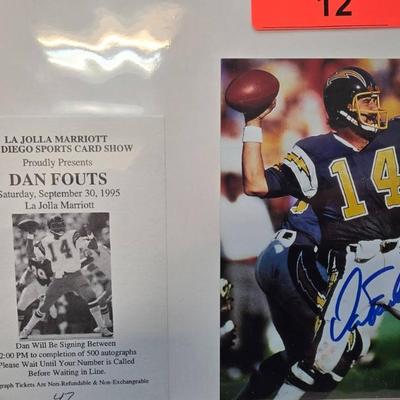 12
LA JOLLA MARRIOTT
DIEGO SPORTS CARD SHOW
Proudly Presents
DAN FOUTS
Saturday, September 30, 1995
La Jolla Marriott
14
Dan Will Be Signing Between
2:00 PM to completion of 500 autographs
Please Wait Until Your Number is Called
Before Waiting in Line.
graph Tickets Are Non-Refundable & Non-Exchangeable
47
14
Dan